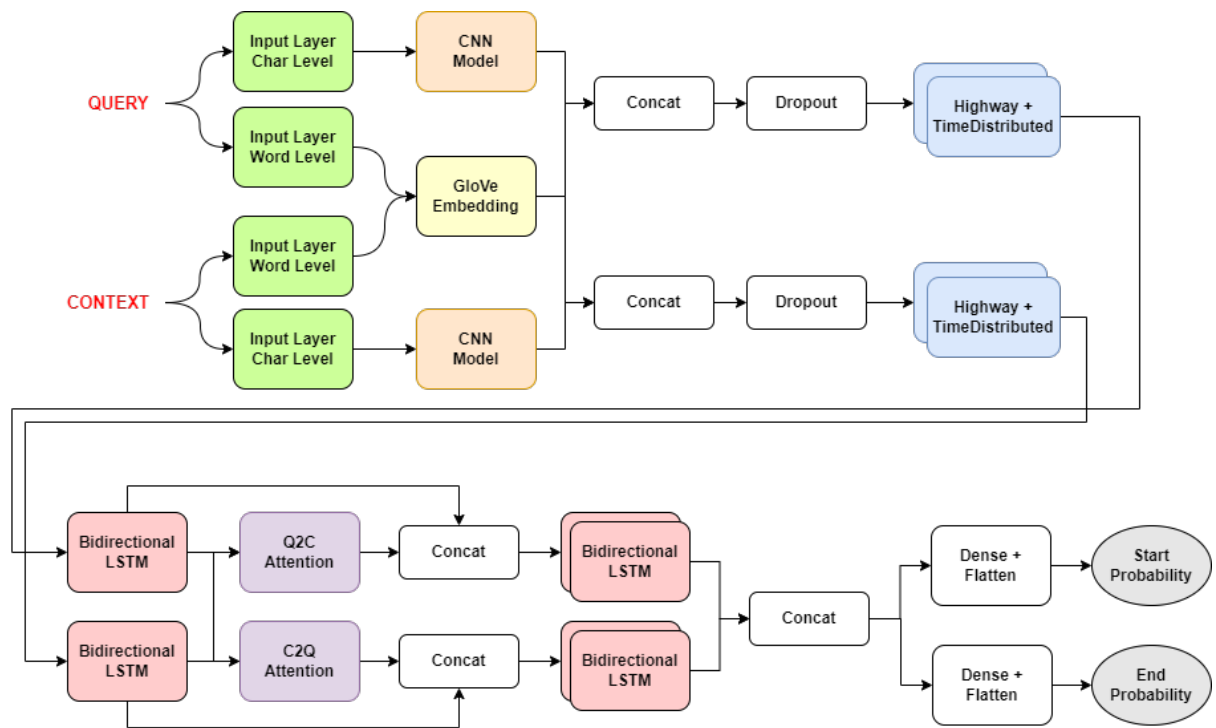 Input Layer
Char Level
CNN
Model
QUERY
Concat
Dropout
Highway +
TimeDistributed
Input Layer
Word Level
GloVe
Embedding
Input Layer
Word Level
CONTEXT
Concat
Dropout
Highway +
TimeDistributed
Input Layer
Char Level
CNN
Model
Bidirectional
LSTM
Q2C
Attention
Concat
Bidirectional
LSTM
Dense +
Flatten
Start
Probability
Concat
Bidirectional
LSTM
C2Q
Attention
Concat
Bidirectional
LSTM
Dense +
Flatten
End
Probability